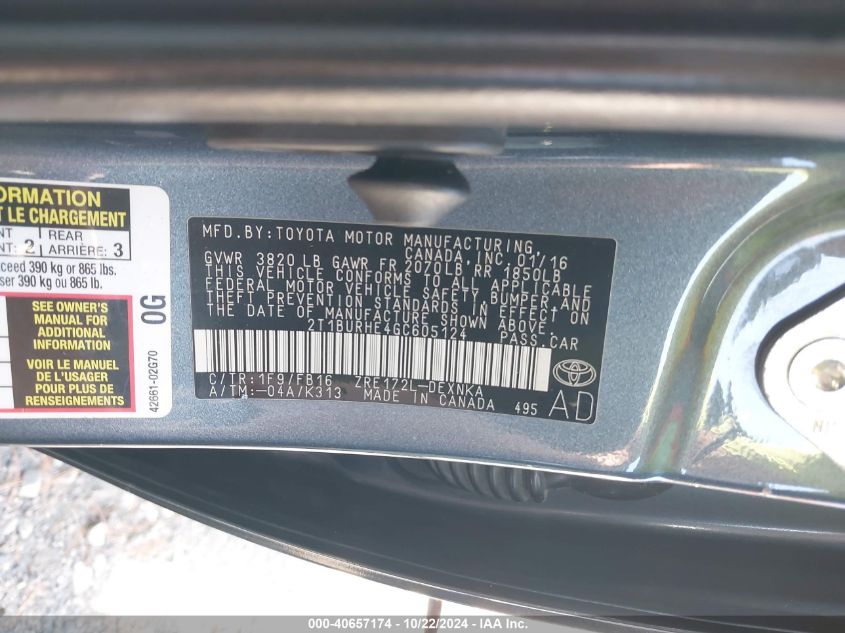 ORMATION
T LE CHARGEMENT
NT REAR
NT: 2 ARRIÈRE: 3
ceed 390 kg or 865 lbs.
ser 390 kg ou 865 lb.
SEE OWNER'S
MANUAL FOR
ADDITIONAL
INFORMATION
VOIR LE MANUEL
DE L'USAGER
POUR PLUS DE
RENSEIGNEMENTS
0G
42661-02G70
MFD.BY:TOYOTA MOTOR MANUFACTURING,
CANADA, INC. 01/16
GVWR 3820 LB GAWR FR 2070LB RR 1850LB
THIS VEHICLE CONFORMS TO ALL APPLICABLE
FEDERAL MOTOR VEHICLE SAFETY, BUMPER AND
THEFT PREVENTION STANDARDS IN EFFECT ON
THE DATE OF MANUFACTURE SHOWN ABOVE.
2T1BURHE4GC605124 PASS.CAR
C/TR:1F9/FB16 ZRE172L-DEXNKA
A/TM:-04A/K313 MADE IN CANADA 495
AD
000-40657174 | 10/22/2024 | IAA, Inc.